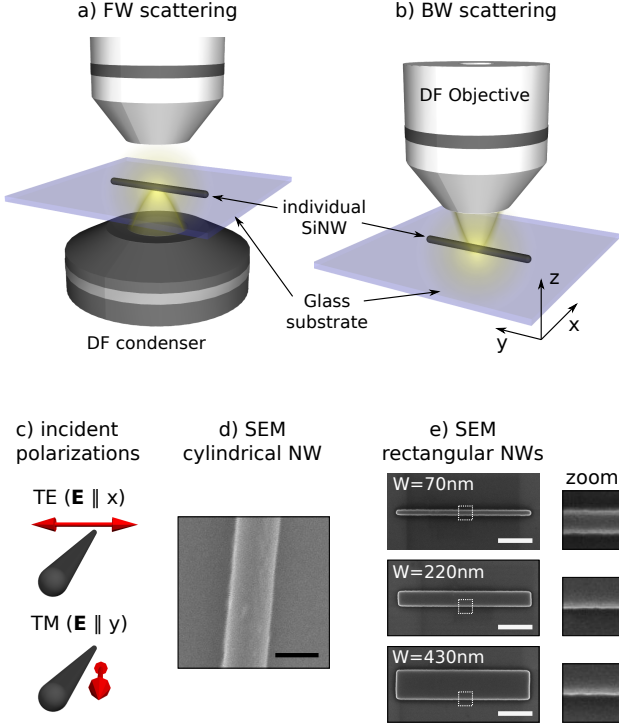 a) FW scattering
b) BW scattering
DF Objective
individual
SiNW
Glass
substrate
DF condenser
z
x
y
c) incident
polarizations
TE (E ∥ x)
TM (E ∥ y)
d) SEM
cylindrical NW
e) SEM
rectangular NWs
zoom
W=70nm
W=220nm
W=430nm